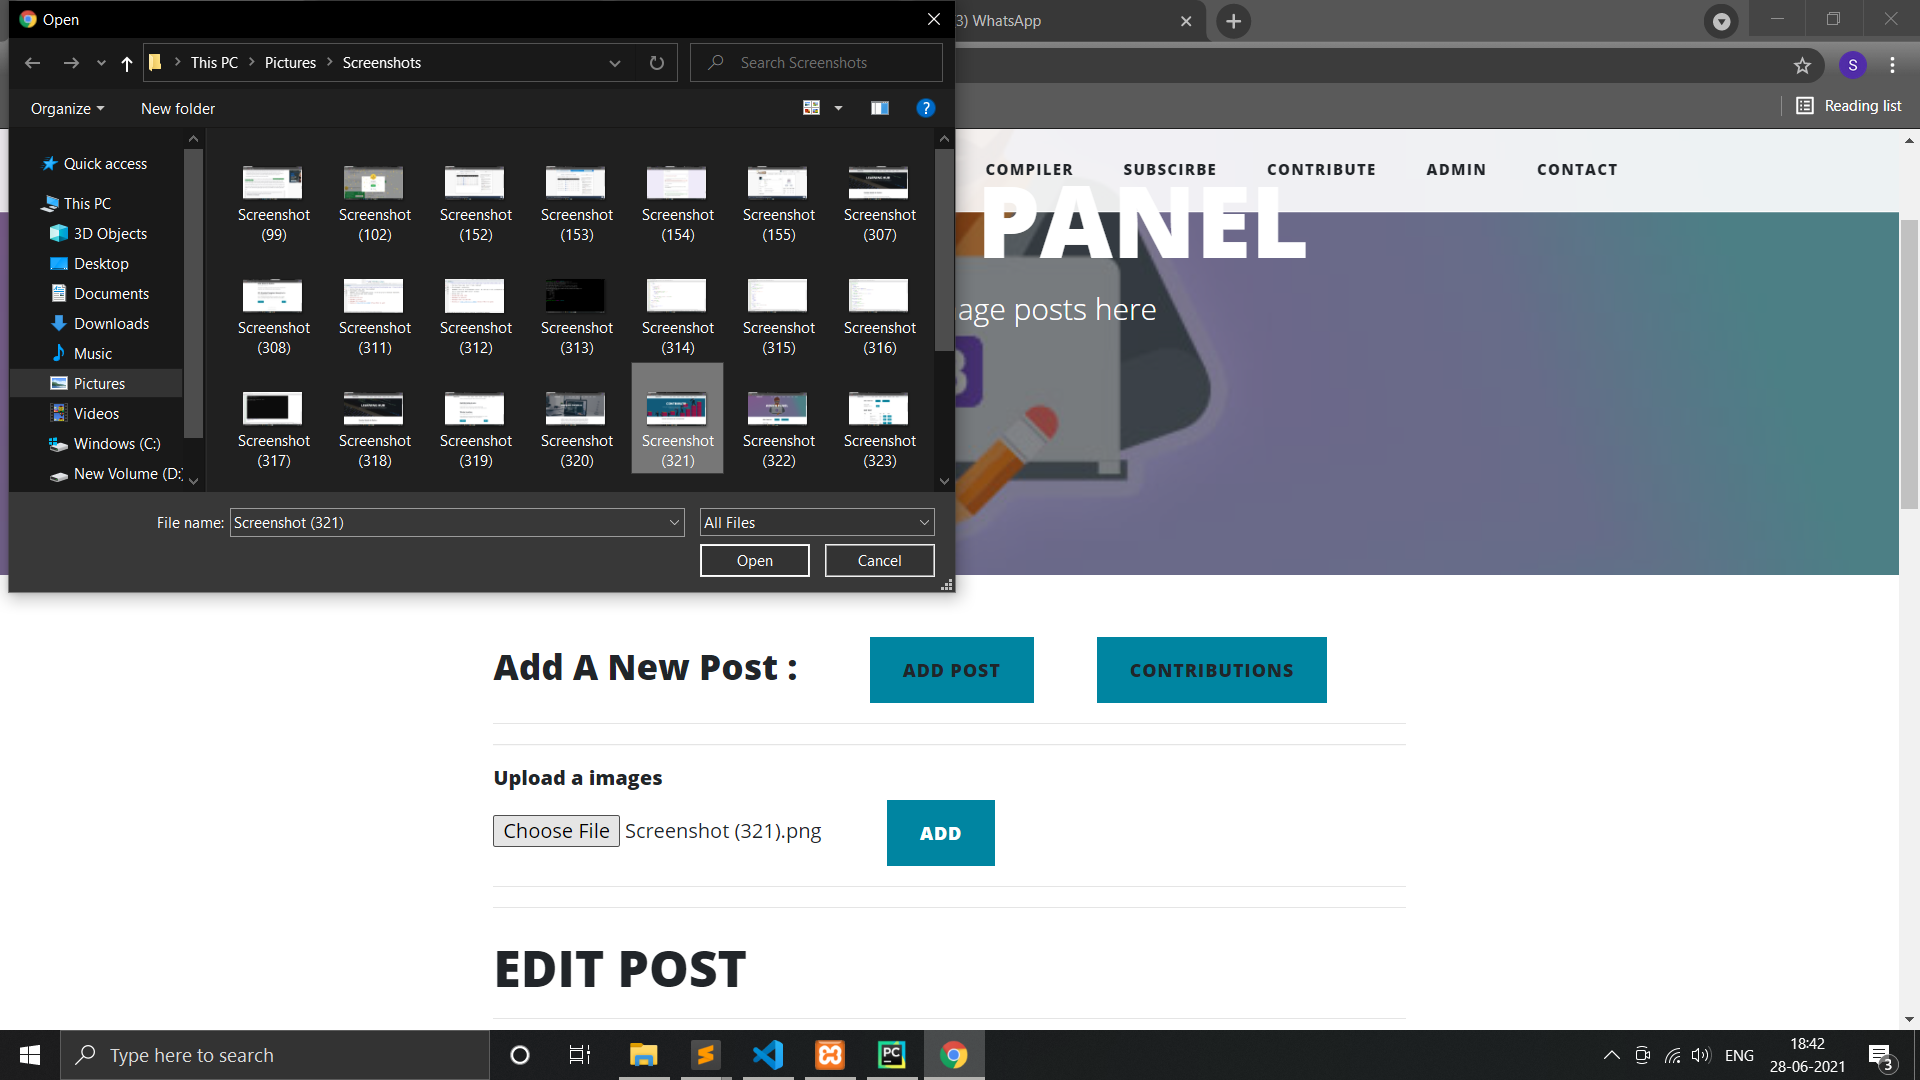 Open
3) WhatsApp
This PC
Pictures
Screenshots
Search Screenshots
S
Organize
New folder
?
Reading list
Quick access
This PC
3D Objects
Desktop
Documents
Downloads
Music
Pictures
Videos
Windows (C:)
New Volume (D:)
Screenshot (99)
Screenshot (102)
Screenshot (152)
Screenshot (153)
Screenshot (154)
Screenshot (155)
Screenshot (307)
Screenshot (308)
Screenshot (311)
Screenshot (312)
Screenshot (313)
Screenshot (314)
Screenshot (315)
Screenshot (316)
Screenshot (317)
Screenshot (318)
Screenshot (319)
Screenshot (320)
Screenshot (321)
Screenshot (322)
Screenshot (323)
File name: Screenshot (321)
All Files
Open
Cancel
COMPILER
SUBSCIRBE
CONTRIBUTE
ADMIN
CONTACT
PANEL
age posts here
Add A New Post :
ADD POST
CONTRIBUTIONS
Upload a images
Choose File Screenshot (321).png
ADD
EDIT POST
Type here to search
PC
ENG
18:42
28-06-2021
3